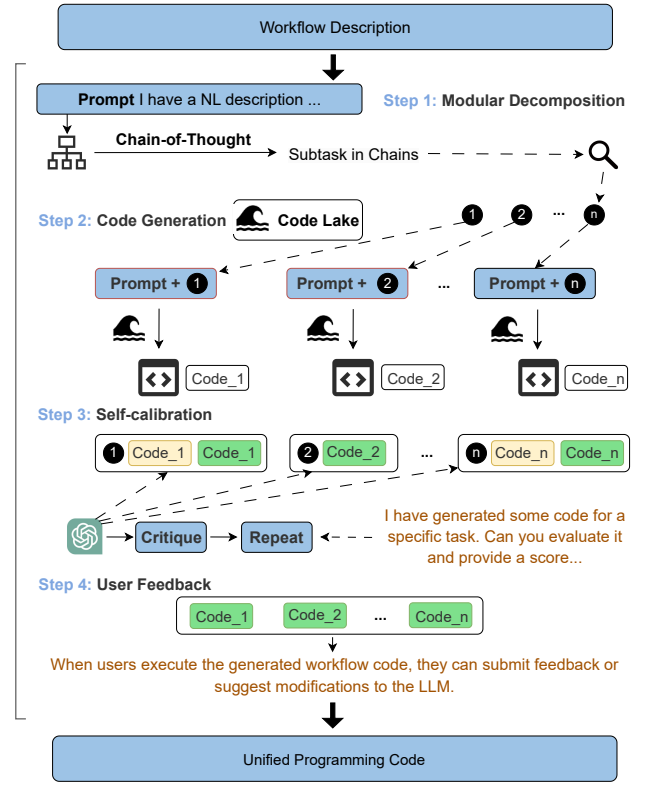 Workflow Description
Prompt I have a NL description ...
Step 1: Modular Decomposition
Chain-of-Thought
Subtask in Chains
Step 2: Code Generation
Code Lake
1
2
...
n
Prompt + 1
Prompt + 2
...
Prompt + n
Code_1
Code_2
Code_n
Step 3: Self-calibration
1 Code_1 Code_1
2 Code_2
...
n Code_n Code_n
Critique
Repeat
I have generated some code for a
specific task. Can you evaluate it
and provide a score...
Step 4: User Feedback
Code_1
Code_2
...
Code_n
When users execute the generated workflow code, they can submit feedback or
suggest modifications to the LLM.
Unified Programming Code